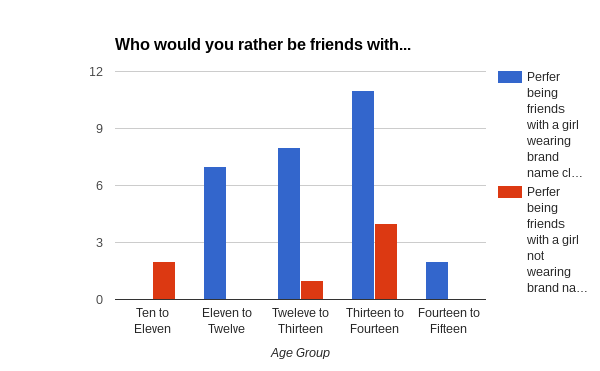 Who would you rather be friends with...
12
9
6
3
0
Ten to
Eleven
Eleven to
Twelve
Tweleve to
Thirteen
Thirteen to
Fourteen
Fourteen to
Fifteen
Age Group
Perfer
being
friends
with a girl
wearing
brand
name cl...
Perfer
being
friends
with a girl
not
wearing
brand na...